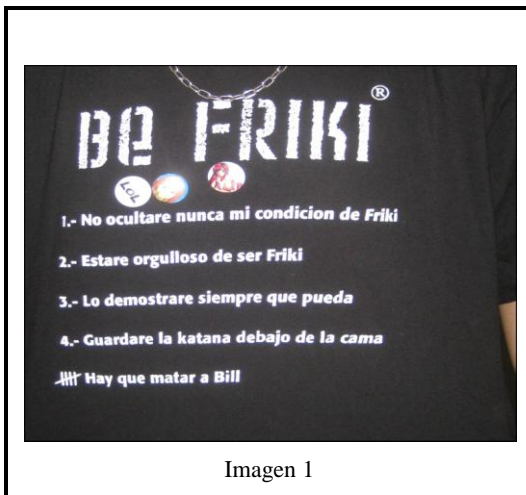 Be FRIKI®
LOL
1.- No ocultare nunca mi condicion de Friki
2.- Estare orgulloso de ser Friki
3.- Lo demostrare siempre que pueda
4.- Guardare la katana debajo de la cama
Hay que matar a Bill
Imagen 1